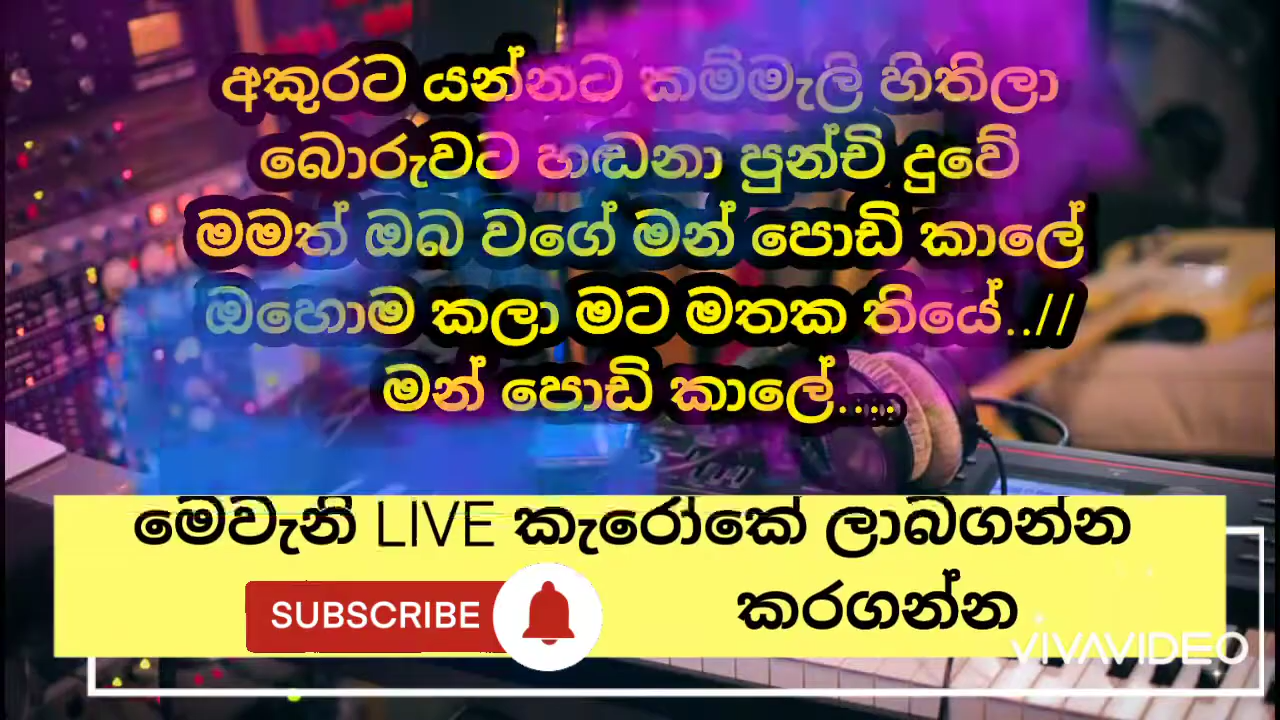 අකුරට යන්නට කම්මැලි හිතිලා
බොරුවට හඬනා පුන්චි දුවේ
මමත් ඔබ වගේ මන් පොඩි කාලේ
ඔහොම කලා මට මතක තියේ..//
මන් පොඩි කාලේ.....
මෙවැනි LIVE කැරෝකේ ලාබගන්න
SUBSCRIBE කරගන්න
VIVAVIDEO